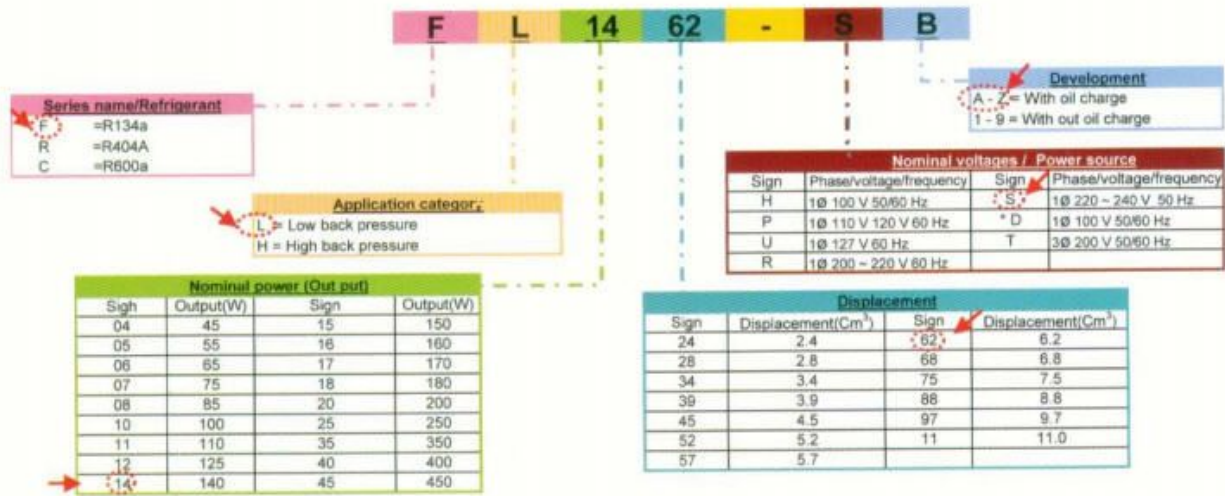 F L 14 62 - S B
Series name/Refrigerant
F =R134a
R =R404A
C =R600a
Development
A - Z = With oil charge
1 - 9 = With out oil charge
Application category
L = Low back pressure
H = High back pressure
Nominal voltages / Power source
Sign Phase/voltage/frequency Sign Phase/voltage/frequency
H 1Ø 100 V 50/60 Hz S 1Ø 220 ~ 240 V 50 Hz
P 1Ø 110 V 120 V 60 Hz * D 1Ø 100 V 50/60 Hz
U 1Ø 127 V 60 Hz T 3Ø 200 V 50/60 Hz
R 1Ø 200 ~ 220 V 60 Hz
Nominal power (Out put)
Sigh Output(W) Sign Output(W)
04 45 15 150
05 55 16 160
06 65 17 170
07 75 18 180
08 85 20 200
10 100 25 250
11 110 35 350
12 125 40 400
14 140 45 450
Displacement
Sign Displacement(Cm³) Sign Displacement(Cm³)
24 2.4 62 6.2
28 2.8 68 6.8
34 3.4 75 7.5
39 3.9 88 8.8
45 4.5 97 9.7
52 5.2 11 11.0
57 5.7